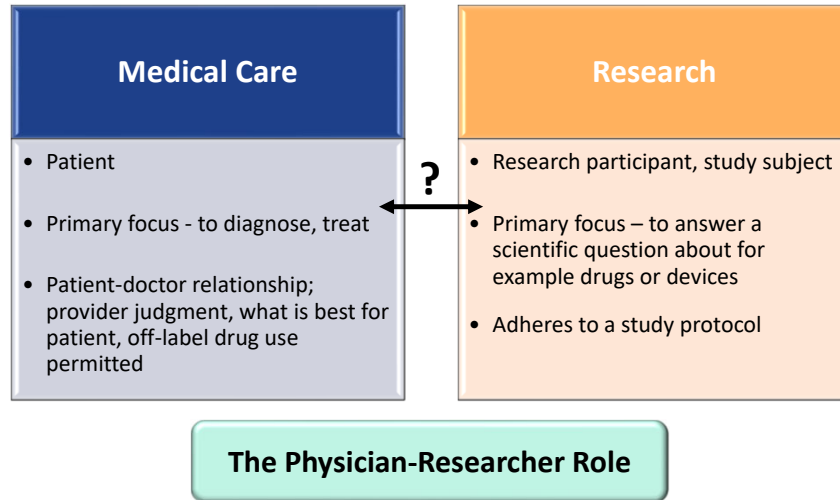 Medical Care
• Patient
• Primary focus - to diagnose, treat
• Patient-doctor relationship;
provider judgment, what is best for
patient, off-label drug use
permitted
?
Research
• Research participant, study subject
• Primary focus – to answer a
scientific question about for
example drugs or devices
• Adheres to a study protocol
The Physician-Researcher Role